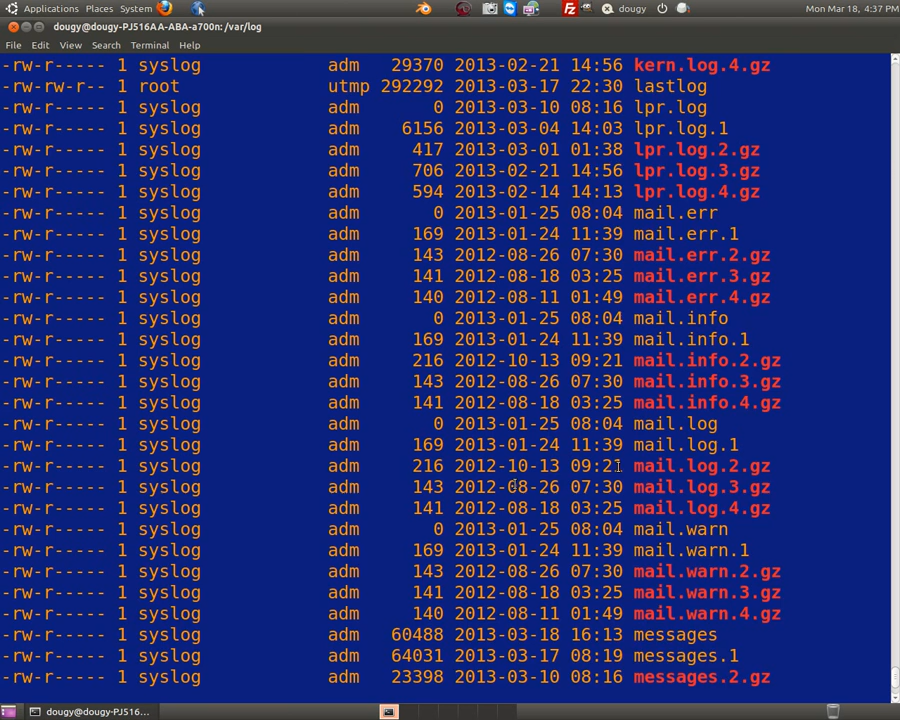 Applications Places System dougy Mon Mar 18, 4:37 PM
dougy@dougy-PJ516AA-ABA-a700n: /var/log
File Edit View Search Terminal Help
-rw-r----- 1 syslog adm 29370 2013-02-21 14:56 kern.log.4.gz
-rw-rw-r-- 1 root utmp 292292 2013-03-17 22:30 lastlog
-rw-r----- 1 syslog adm 0 2013-03-10 08:16 lpr.log
-rw-r----- 1 syslog adm 6156 2013-03-04 14:03 lpr.log.1
-rw-r----- 1 syslog adm 417 2013-03-01 01:38 lpr.log.2.gz
-rw-r----- 1 syslog adm 706 2013-02-21 14:56 lpr.log.3.gz
-rw-r----- 1 syslog adm 594 2013-02-14 14:13 lpr.log.4.gz
-rw-r----- 1 syslog adm 0 2013-01-25 08:04 mail.err
-rw-r----- 1 syslog adm 169 2013-01-24 11:39 mail.err.1
-rw-r----- 1 syslog adm 143 2012-08-26 07:30 mail.err.2.gz
-rw-r----- 1 syslog adm 141 2012-08-18 03:25 mail.err.3.gz
-rw-r----- 1 syslog adm 140 2012-08-11 01:49 mail.err.4.gz
-rw-r----- 1 syslog adm 0 2013-01-25 08:04 mail.info
-rw-r----- 1 syslog adm 169 2013-01-24 11:39 mail.info.1
-rw-r----- 1 syslog adm 216 2012-10-13 09:21 mail.info.2.gz
-rw-r----- 1 syslog adm 143 2012-08-26 07:30 mail.info.3.gz
-rw-r----- 1 syslog adm 141 2012-08-18 03:25 mail.info.4.gz
-rw-r----- 1 syslog adm 0 2013-01-25 08:04 mail.log
-rw-r----- 1 syslog adm 169 2013-01-24 11:39 mail.log.1
-rw-r----- 1 syslog adm 216 2012-10-13 09:21 mail.log.2.gz
-rw-r----- 1 syslog adm 143 2012-08-26 07:30 mail.log.3.gz
-rw-r----- 1 syslog adm 141 2012-08-18 03:25 mail.log.4.gz
-rw-r----- 1 syslog adm 0 2013-01-25 08:04 mail.warn
-rw-r----- 1 syslog adm 169 2013-01-24 11:39 mail.warn.1
-rw-r----- 1 syslog adm 143 2012-08-26 07:30 mail.warn.2.gz
-rw-r----- 1 syslog adm 141 2012-08-18 03:25 mail.warn.3.gz
-rw-r----- 1 syslog adm 140 2012-08-11 01:49 mail.warn.4.gz
-rw-r----- 1 syslog adm 60488 2013-03-18 16:13 messages
-rw-r----- 1 syslog adm 64031 2013-03-17 08:19 messages.1
-rw-r----- 1 syslog adm 23398 2013-03-10 08:16 messages.2.gz
dougy@dougy-PJ516...